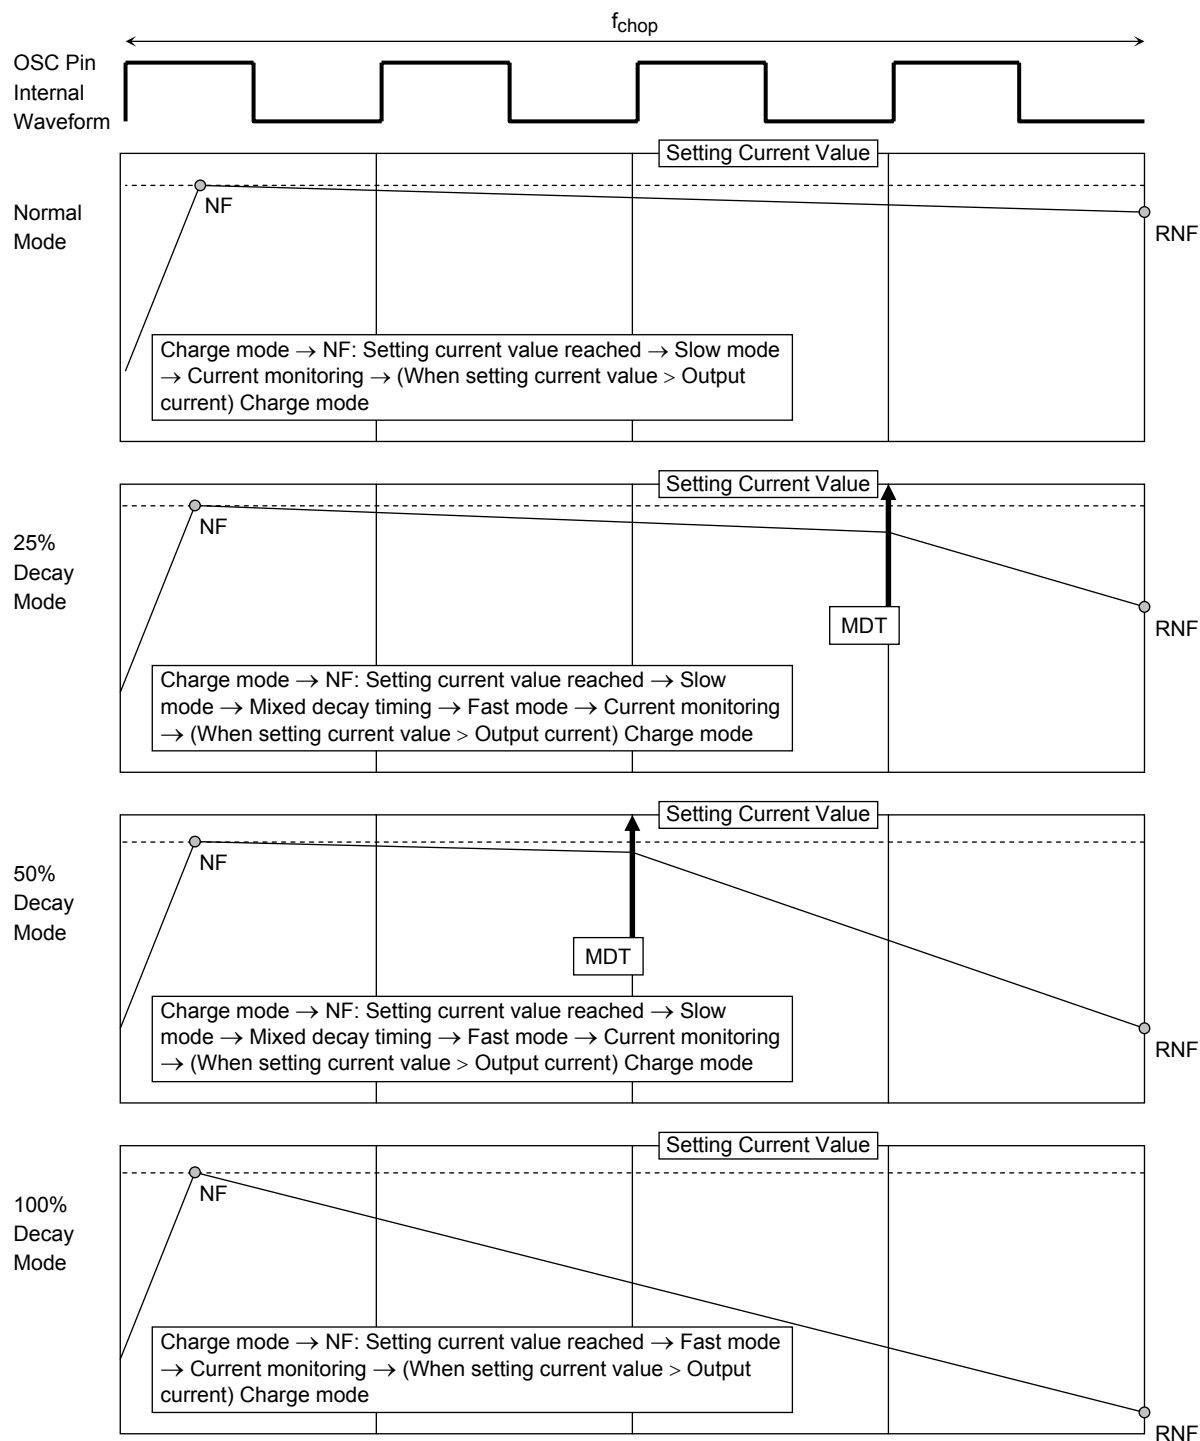 fchop
OSC Pin
Internal
Waveform
Setting Current Value
NF
Normal
Mode
RNF
Charge mode → NF: Setting current value reached → Slow mode
→ Current monitoring → (When setting current value > Output
current) Charge mode
Setting Current Value
NF
25%
Decay
Mode
MDT
RNF
Charge mode → NF: Setting current value reached → Slow
mode → Mixed decay timing → Fast mode → Current monitoring
→ (When setting current value > Output current) Charge mode
Setting Current Value
NF
50%
Decay
Mode
MDT
RNF
Charge mode → NF: Setting current value reached → Slow
mode → Mixed decay timing → Fast mode → Current monitoring
→ (When setting current value > Output current) Charge mode
Setting Current Value
NF
100%
Decay
Mode
Charge mode → NF: Setting current value reached → Fast mode
→ Current monitoring → (When setting current value > Output
current) Charge mode
RNF